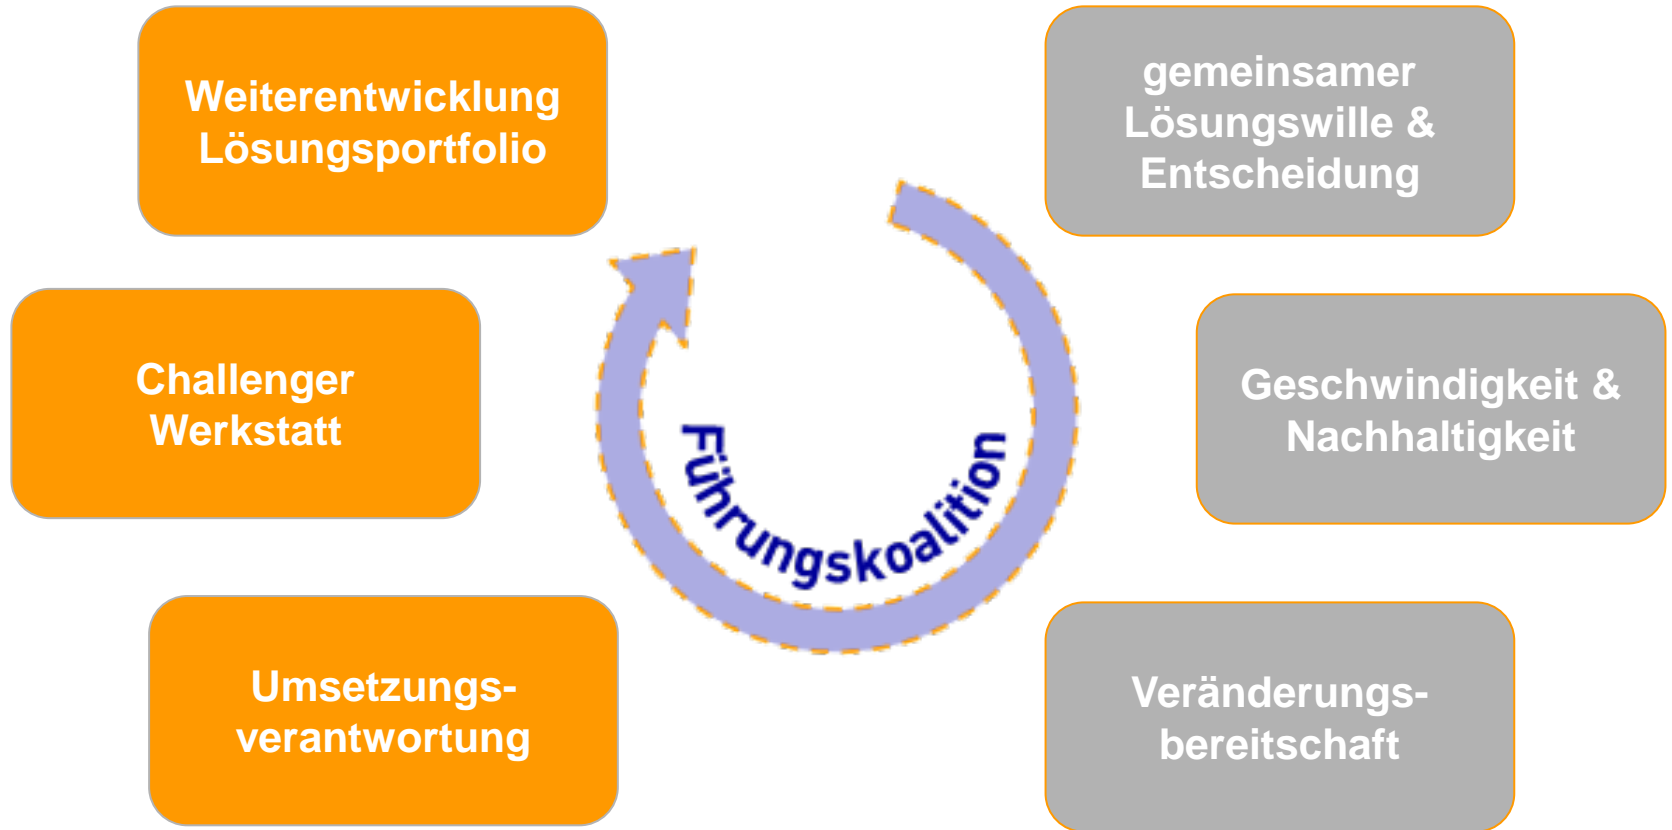 Weiterentwicklung
Lösungsportfolio
gemeinsamer
Lösungswille &
Entscheidung
Challenger
Werkstatt
Führungskoalition
Geschwindigkeit &
Nachhaltigkeit
Umsetzungs-
verantwortung
Veränderungs-
bereitschaft